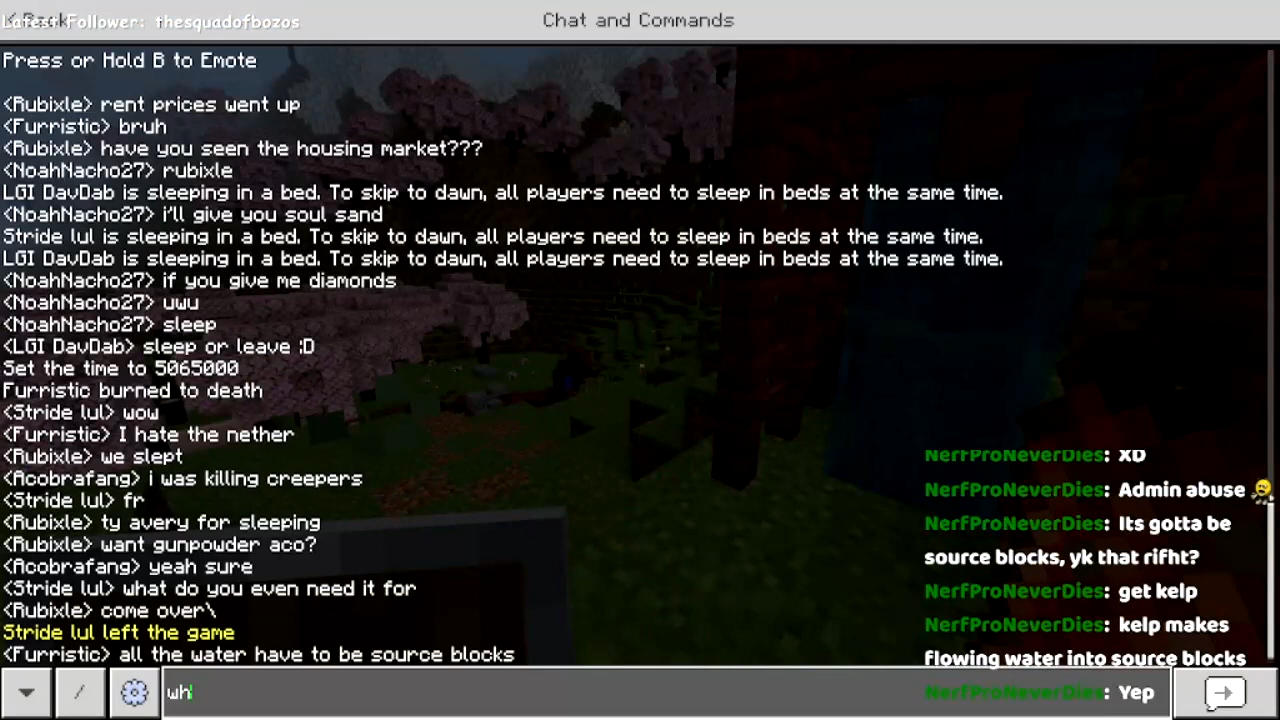 Latest Follower: thesquadofbozos
Chat and Commands
Press or Hold B to Emote
<Rubixle> rent prices went up
<Furristic> bruh
<Rubixle> have you seen the housing market???
<NoahNacho27> rubixle
LGI DavDab is sleeping in a bed. To skip to dawn, all players need to sleep in beds at the same time.
<NoahNacho27> i'll give you soul sand
Stride lul is sleeping in a bed. To skip to dawn, all players need to sleep in beds at the same time.
LGI DavDab is sleeping in a bed. To skip to dawn, all players need to sleep in beds at the same time.
<NoahNacho27> if you give me diamonds
<NoahNacho27> uwu
<NoahNacho27> sleep
<LGI DavDab> sleep or leave :D
Set the time to 5065000
Furristic burned to death
<Stride lul> wow
<Furristic> I hate the nether
<Rubixle> we slept
<Acobrafang> i was killing creepers
<Stride lul> fr
<Rubixle> ty avery for sleeping
<Rubixle> want gunpowder aco?
<Acobrafang> yeah sure
<Stride lul> what do you even need it for
<Rubixle> come over\
Stride lul left the game
<Furristic> all the water have to be source blocks
wh
NerfProNeverDies: XD
NerfProNeverDies: Admin abuse
NerfProNeverDies: Its gotta be
source blocks, yk that rifht?
NerfProNeverDies: get kelp
NerfProNeverDies: kelp makes
flowing water into source blocks
NerfProNeverDies: Yep